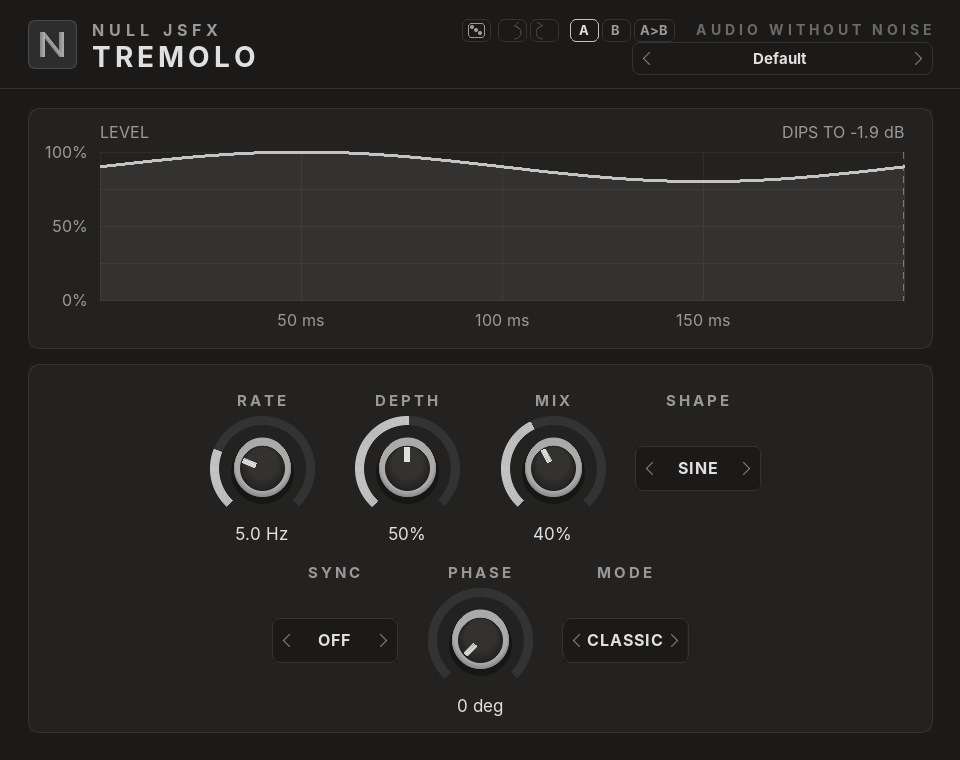 N
NULL JSFX
TREMOLO
A B A>B
AUDIO WITHOUT NOISE
Default
LEVEL
DIPS TO -1.9 dB
100%
50%
0%
50 ms 100 ms 150 ms
RATE DEPTH MIX SHAPE
SINE
5.0 Hz 50% 40%
SYNC PHASE MODE
OFF CLASSIC
0 deg